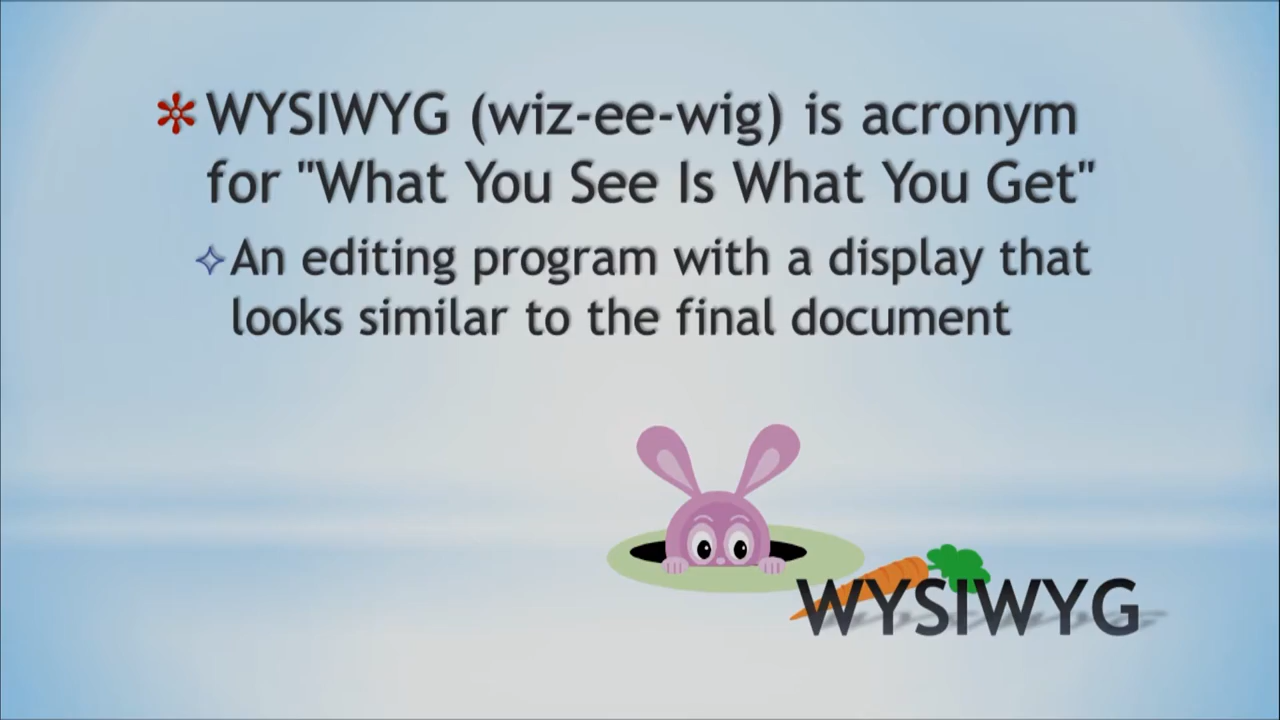 WYSIWYG (wiz-ee-wig) is acronym
for "What You See Is What You Get"
An editing program with a display that
looks similar to the final document
WYSIWYG